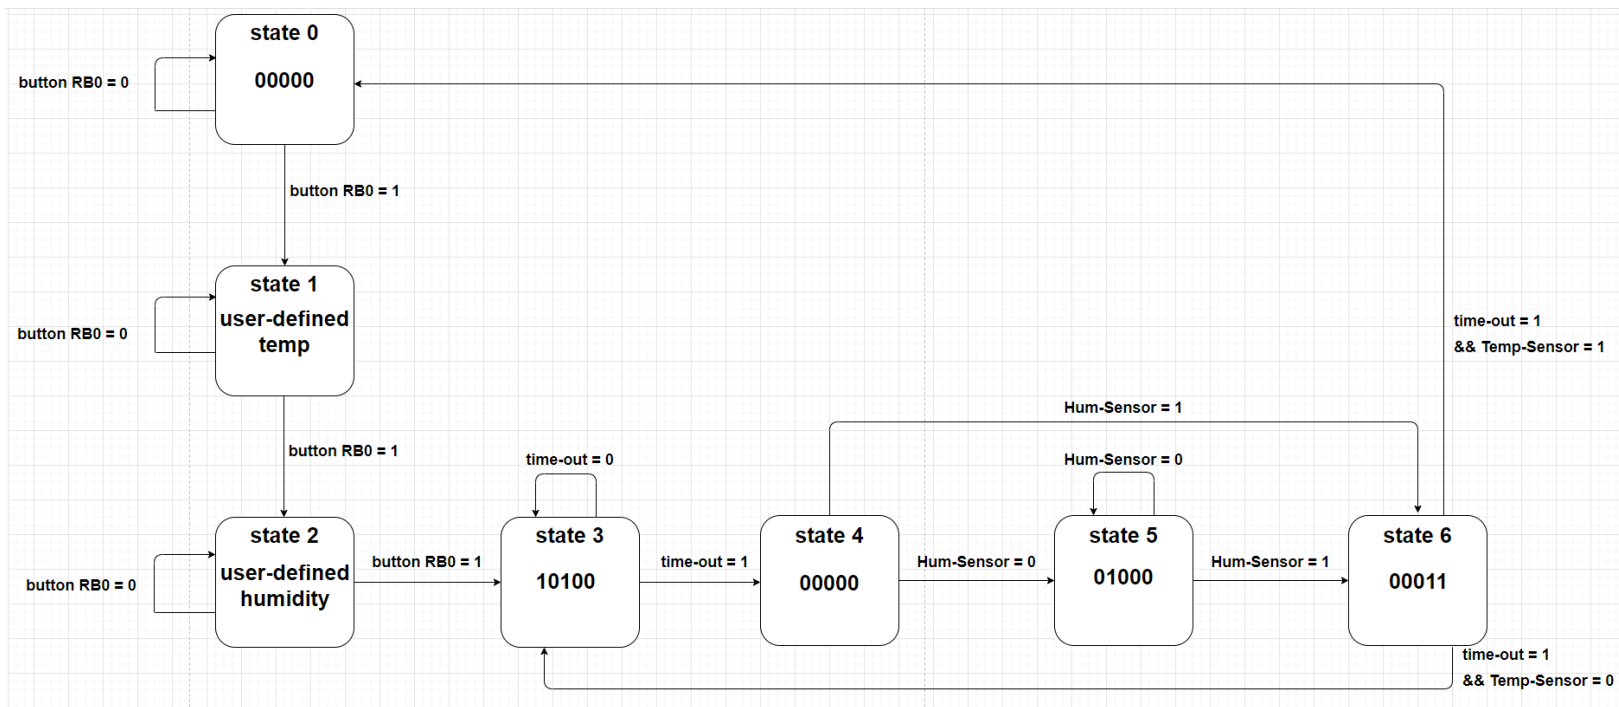 state 0
00000
button RB0 = 0
button RB0 = 1
state 1
user-defined
temp
button RB0 = 0
time-out = 1
&& Temp-Sensor = 1
Hum-Sensor = 1
button RB0 = 1
time-out = 0
Hum-Sensor = 0
state 2
user-defined
humidity
button RB0 = 0
button RB0 = 1
state 3
10100
time-out = 1
state 4
00000
Hum-Sensor = 0
state 5
01000
Hum-Sensor = 1
state 6
00011
time-out = 1
&& Temp-Sensor = 0